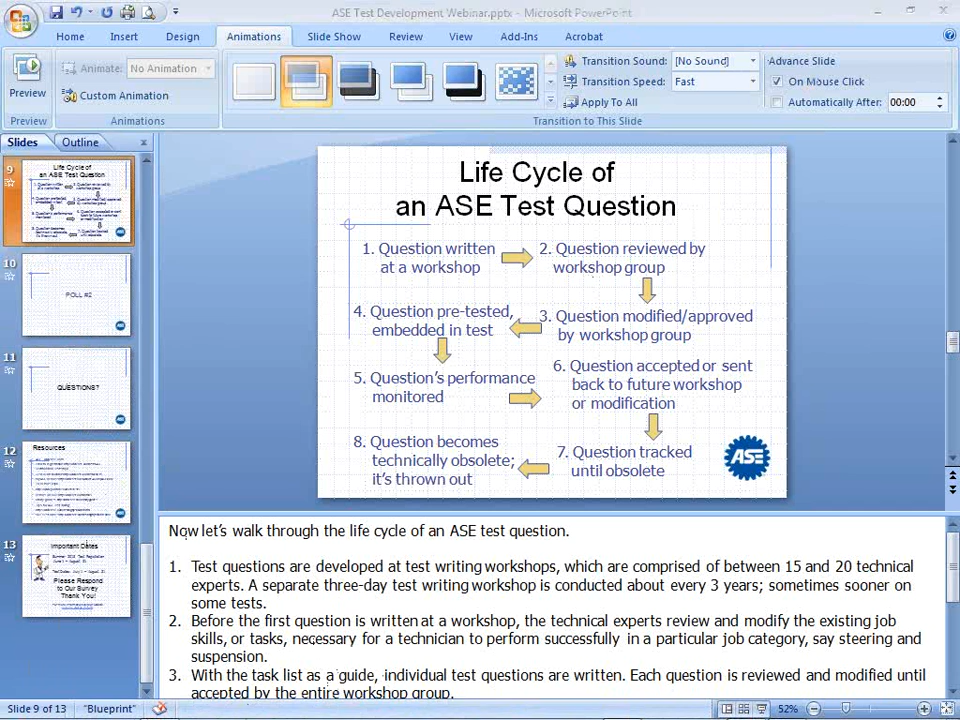 ASE Test Development Webinar.pptx - Microsoft PowerPoint
Home Insert Design Animations Slide Show Review View Add-Ins Acrobat
Preview
Animate: No Animation
Custom Animation
Transition Sound: [No Sound]
Transition Speed: Fast
Apply To All
Advance Slide
On Mouse Click
Automatically After: 00:00
Preview Animations Transition to This Slide
Slides Outline
9
Life Cycle of
an ASE Test Question
10
POLL #2
11
QUESTIONS?
12
Resources
13
Important Dates
Please Respond
to Our Survey
Thank You!
Life Cycle of
an ASE Test Question
1. Question written
at a workshop
2. Question reviewed by
workshop group
4. Question pre-tested,
embedded in test
3. Question modified/approved
by workshop group
5. Question's performance
monitored
6. Question accepted or sent
back to future workshop
or modification
8. Question becomes
technically obsolete;
it's thrown out
7. Question tracked
until obsolete
ASE
Now let's walk through the life cycle of an ASE test question.
1. Test questions are developed at test writing workshops, which are comprised of between 15 and 20 technical
experts. A separate three-day test writing workshop is conducted about every 3 years; sometimes sooner on
some tests.
2. Before the first question is written at a workshop, the technical experts review and modify the existing job
skills, or tasks, necessary for a technician to perform successfully in a particular job category, say steering and
suspension.
3. With the task list as a guide, individual test questions are written. Each question is reviewed and modified until
accepted by the entire workshop group.
Slide 9 of 13 "Blueprint" 52%